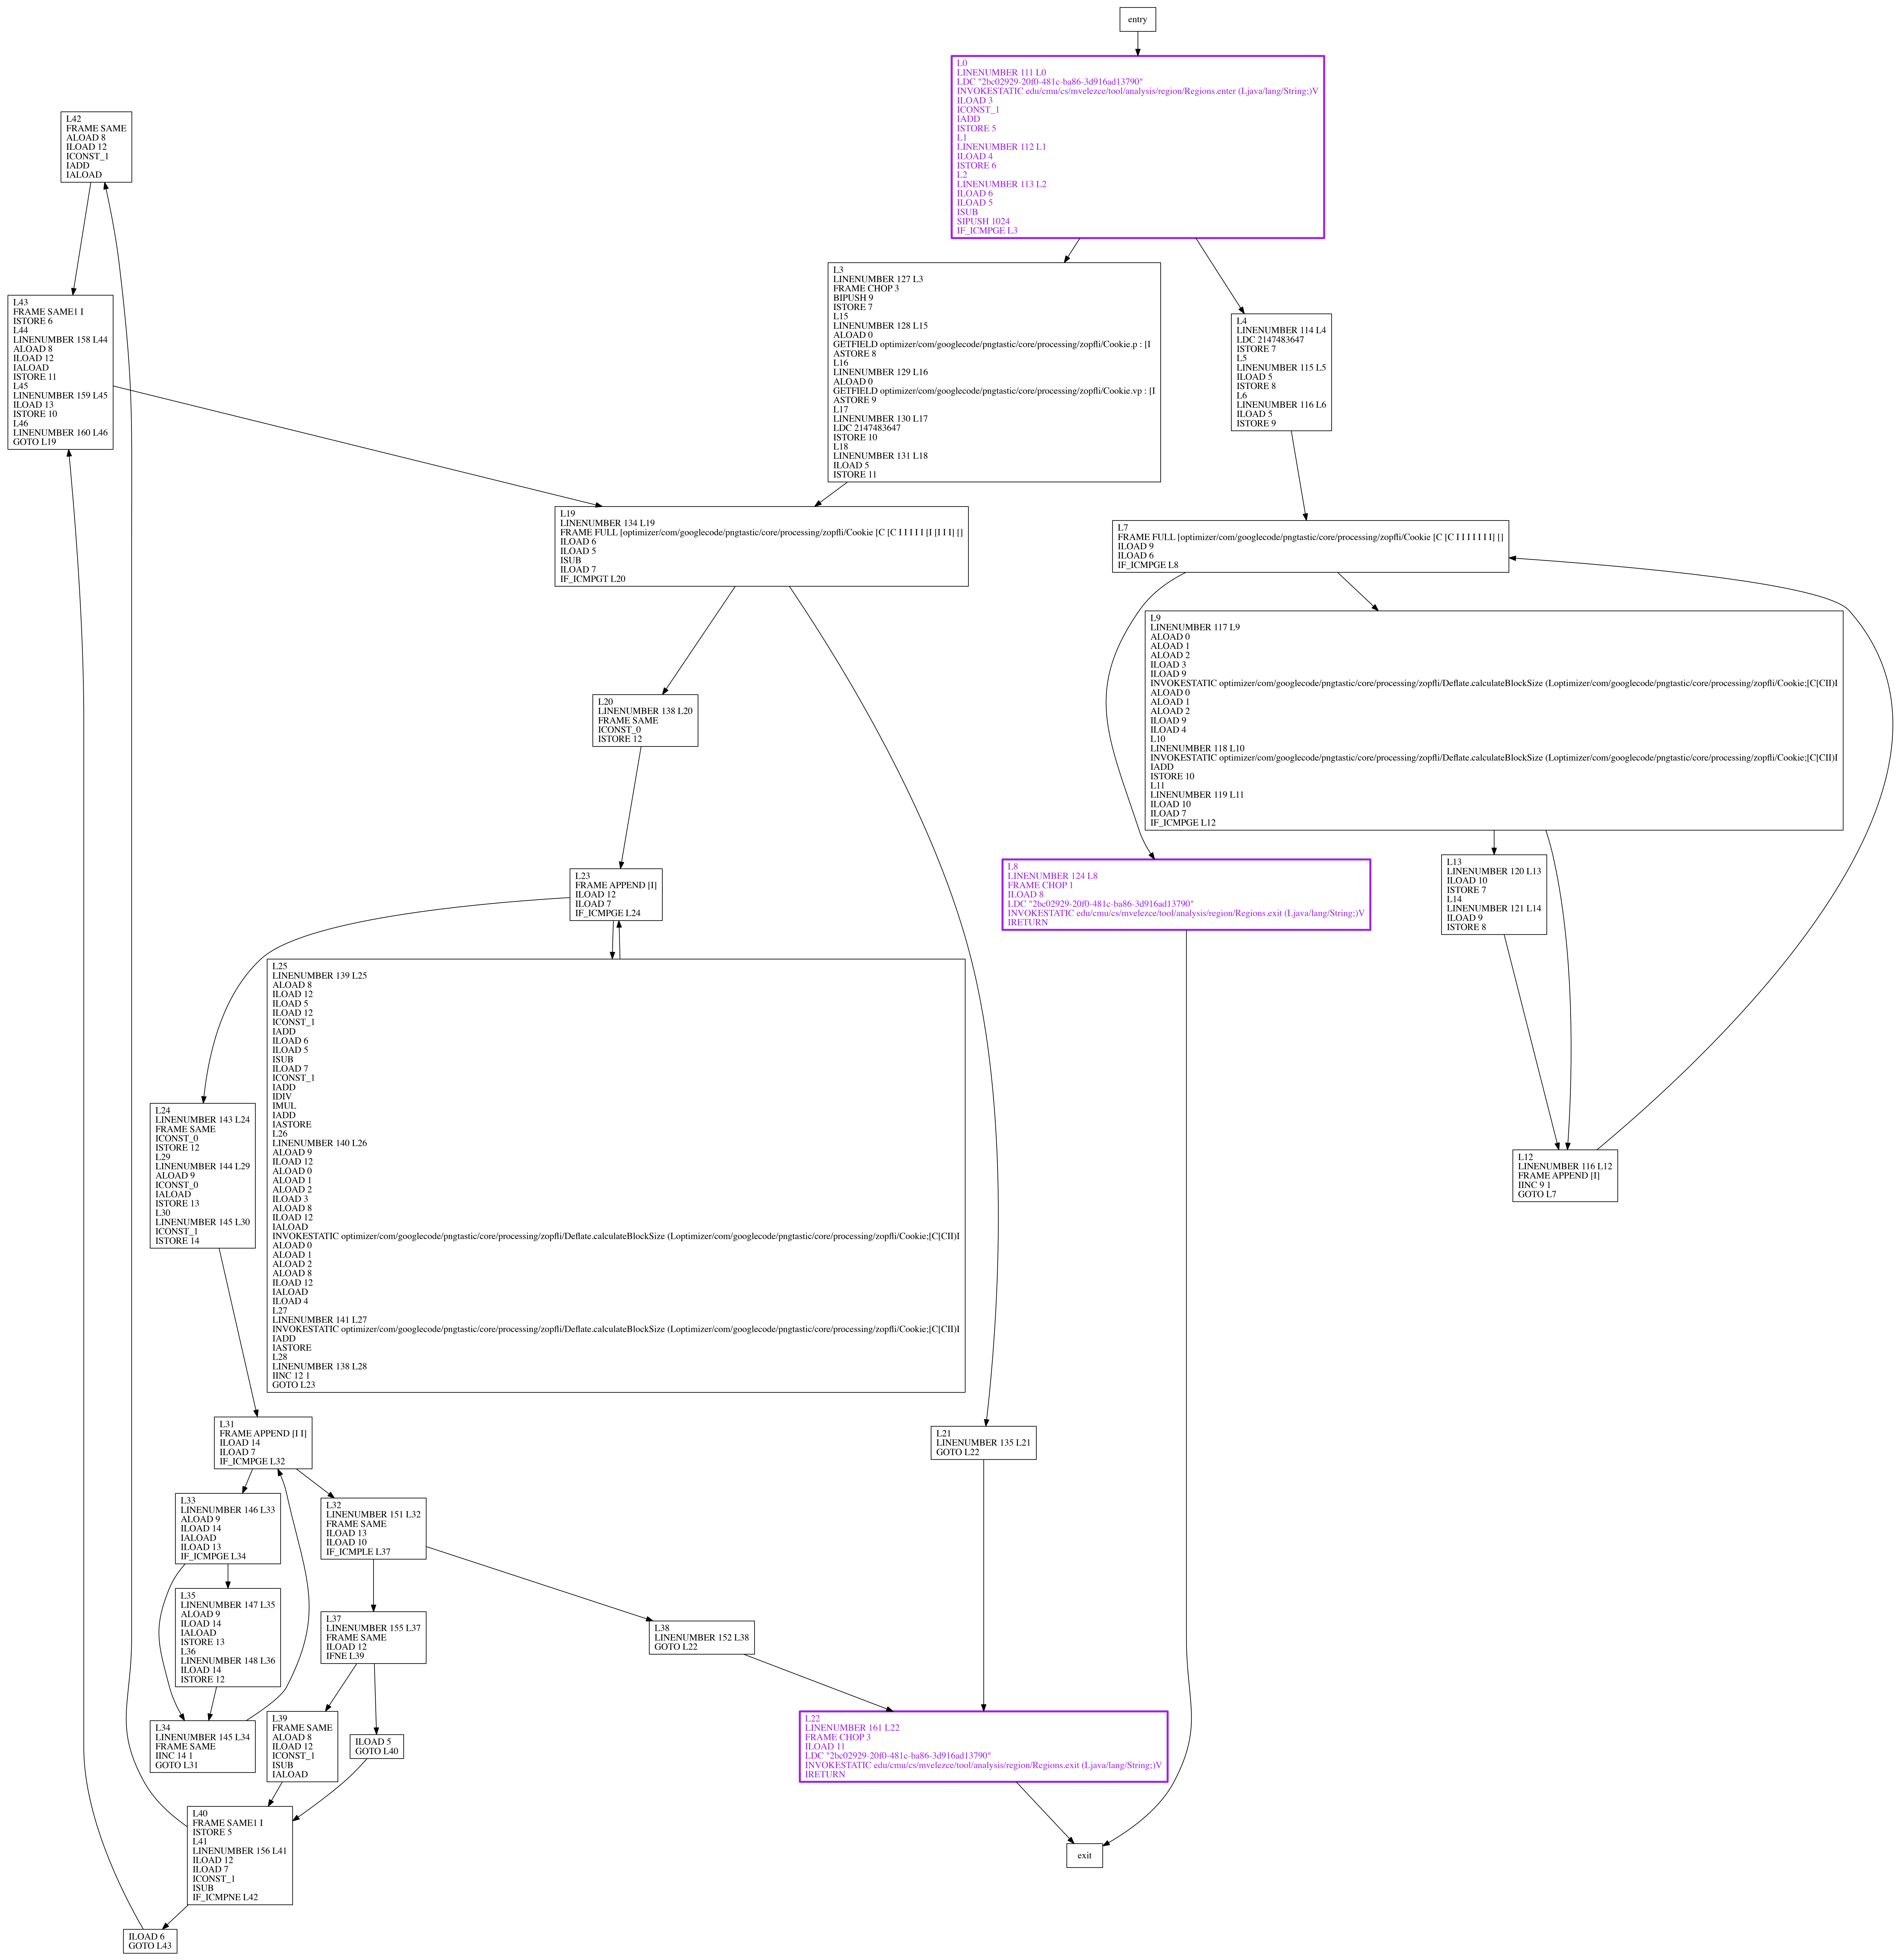 entry
L0
LINENUMBER 111 L0
LDC "2bc02929-20f0-481c-ba86-3d916ad13790"
INVOKESTATIC edu/cmu/cs/mvelezce/tool/analysis/region/Regions.enter (Ljava/lang/String;)V
ILOAD 3
ICONST_1
IADD
ISTORE 5
L1
LINENUMBER 112 L1
ILOAD 4
ISTORE 6
L2
LINENUMBER 113 L2
ILOAD 6
ILOAD 5
ISUB
SIPUSH 1024
IF_ICMPGE L3
L42
FRAME SAME
ALOAD 8
ILOAD 12
ICONST_1
IADD
IALOAD
L3
LINENUMBER 127 L3
FRAME CHOP 3
BIPUSH 9
ISTORE 7
L15
LINENUMBER 128 L15
ALOAD 0
GETFIELD optimizer/com/googlecode/pngtastic/core/processing/zopfli/Cookie.p : [I
ASTORE 8
L16
LINENUMBER 129 L16
ALOAD 0
GETFIELD optimizer/com/googlecode/pngtastic/core/processing/zopfli/Cookie.vp : [I
ASTORE 9
L17
LINENUMBER 130 L17
LDC 2147483647
ISTORE 10
L18
LINENUMBER 131 L18
ILOAD 5
ISTORE 11
L4
LINENUMBER 114 L4
LDC 2147483647
ISTORE 7
L5
LINENUMBER 115 L5
ILOAD 5
ISTORE 8
L6
LINENUMBER 116 L6
ILOAD 5
ISTORE 9
L43
FRAME SAME1 I
ISTORE 6
L44
LINENUMBER 158 L44
ALOAD 8
ILOAD 12
IALOAD
ISTORE 11
L45
LINENUMBER 159 L45
ILOAD 13
ISTORE 10
L46
LINENUMBER 160 L46
GOTO L19
L19
LINENUMBER 134 L19
FRAME FULL [optimizer/com/googlecode/pngtastic/core/processing/zopfli/Cookie [C [C I I I I I [I [I I I] []
ILOAD 6
ILOAD 5
ISUB
ILOAD 7
IF_ICMPGT L20
L7
FRAME FULL [optimizer/com/googlecode/pngtastic/core/processing/zopfli/Cookie [C [C I I I I I I I] []
ILOAD 9
ILOAD 6
IF_ICMPGE L8
L9
LINENUMBER 117 L9
ALOAD 0
ALOAD 1
ALOAD 2
ILOAD 3
ILOAD 9
INVOKESTATIC optimizer/com/googlecode/pngtastic/core/processing/zopfli/Deflate.calculateBlockSize (Loptimizer/com/googlecode/pngtastic/core/processing/zopfli/Cookie;[C[CII)I
ALOAD 0
ALOAD 1
ALOAD 2
ILOAD 9
ILOAD 4
L10
LINENUMBER 118 L10
INVOKESTATIC optimizer/com/googlecode/pngtastic/core/processing/zopfli/Deflate.calculateBlockSize (Loptimizer/com/googlecode/pngtastic/core/processing/zopfli/Cookie;[C[CII)I
IADD
ISTORE 10
L11
LINENUMBER 119 L11
ILOAD 10
ILOAD 7
IF_ICMPGE L12
L20
LINENUMBER 138 L20
FRAME SAME
ICONST_0
ISTORE 12
L8
LINENUMBER 124 L8
FRAME CHOP 1
ILOAD 8
LDC "2bc02929-20f0-481c-ba86-3d916ad13790"
INVOKESTATIC edu/cmu/cs/mvelezce/tool/analysis/region/Regions.exit (Ljava/lang/String;)V
IRETURN
L13
LINENUMBER 120 L13
ILOAD 10
ISTORE 7
L14
LINENUMBER 121 L14
ILOAD 9
ISTORE 8
L23
FRAME APPEND [I]
ILOAD 12
ILOAD 7
IF_ICMPGE L24
L25
LINENUMBER 139 L25
ALOAD 8
ILOAD 12
ILOAD 5
ILOAD 12
ICONST_1
IADD
ILOAD 6
ILOAD 5
ISUB
ILOAD 7
ICONST_1
IADD
IDIV
IMUL
IADD
IASTORE
L26
LINENUMBER 140 L26
ALOAD 9
ILOAD 12
ALOAD 0
ALOAD 1
ALOAD 2
ILOAD 3
ALOAD 8
ILOAD 12
IALOAD
INVOKESTATIC optimizer/com/googlecode/pngtastic/core/processing/zopfli/Deflate.calculateBlockSize (Loptimizer/com/googlecode/pngtastic/core/processing/zopfli/Cookie;[C[CII)I
ALOAD 0
ALOAD 1
ALOAD 2
ALOAD 8
ILOAD 12
IALOAD
ILOAD 4
L27
LINENUMBER 141 L27
INVOKESTATIC optimizer/com/googlecode/pngtastic/core/processing/zopfli/Deflate.calculateBlockSize (Loptimizer/com/googlecode/pngtastic/core/processing/zopfli/Cookie;[C[CII)I
IADD
IASTORE
L28
LINENUMBER 138 L28
IINC 12 1
GOTO L23
L24
LINENUMBER 143 L24
FRAME SAME
ICONST_0
ISTORE 12
L29
LINENUMBER 144 L29
ALOAD 9
ICONST_0
IALOAD
ISTORE 13
L30
LINENUMBER 145 L30
ICONST_1
ISTORE 14
L12
LINENUMBER 116 L12
FRAME APPEND [I]
IINC 9 1
GOTO L7
L31
FRAME APPEND [I I]
ILOAD 14
ILOAD 7
IF_ICMPGE L32
L21
LINENUMBER 135 L21
GOTO L22
L33
LINENUMBER 146 L33
ALOAD 9
ILOAD 14
IALOAD
ILOAD 13
IF_ICMPGE L34
L32
LINENUMBER 151 L32
FRAME SAME
ILOAD 13
ILOAD 10
IF_ICMPLE L37
L35
LINENUMBER 147 L35
ALOAD 9
ILOAD 14
IALOAD
ISTORE 13
L36
LINENUMBER 148 L36
ILOAD 14
ISTORE 12
L37
LINENUMBER 155 L37
FRAME SAME
ILOAD 12
IFNE L39
L38
LINENUMBER 152 L38
GOTO L22
L34
LINENUMBER 145 L34
FRAME SAME
IINC 14 1
GOTO L31
L39
FRAME SAME
ALOAD 8
ILOAD 12
ICONST_1
ISUB
IALOAD
ILOAD 5
GOTO L40
L22
LINENUMBER 161 L22
FRAME CHOP 3
ILOAD 11
LDC "2bc02929-20f0-481c-ba86-3d916ad13790"
INVOKESTATIC edu/cmu/cs/mvelezce/tool/analysis/region/Regions.exit (Ljava/lang/String;)V
IRETURN
L40
FRAME SAME1 I
ISTORE 5
L41
LINENUMBER 156 L41
ILOAD 12
ILOAD 7
ICONST_1
ISUB
IF_ICMPNE L42
exit
ILOAD 6
GOTO L43